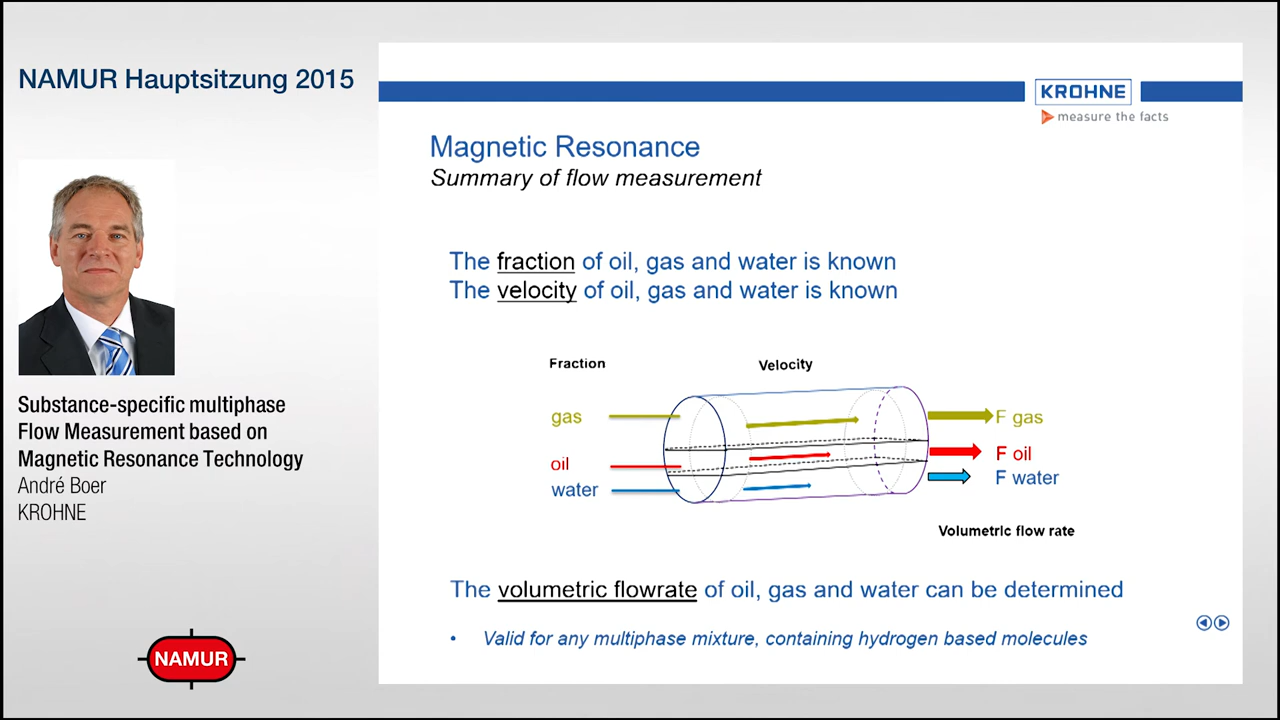 NAMUR Hauptsitzung 2015
KROHNE
measure the facts
Magnetic Resonance
Summary of flow measurement
The fraction of oil, gas and water is known
The velocity of oil, gas and water is known
Fraction
Velocity
gas
F gas
oil
F oil
water
F water
Volumetric flow rate
The volumetric flowrate of oil, gas and water can be determined
• Valid for any multiphase mixture, containing hydrogen based molecules
Substance-specific multiphase
Flow Measurement based on
Magnetic Resonance Technology
André Boer
KROHNE
NAMUR